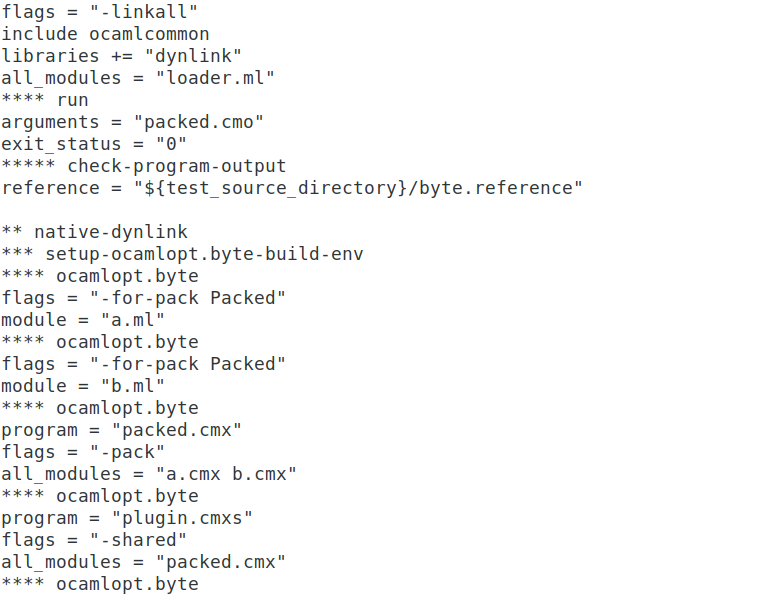 flags = "-linkall"
include ocamlcommon
libraries += "dynlink"
all_modules = "loader.ml"
**** run
arguments = "packed.cmo"
exit_status = "0"
***** check-program-output
reference = "${test_source_directory}/byte.reference"

** native-dynlink
*** setup-ocamlopt.byte-build-env
**** ocamlopt.byte
flags = "-for-pack Packed"
module = "a.ml"
**** ocamlopt.byte
flags = "-for-pack Packed"
module = "b.ml"
**** ocamlopt.byte
program = "packed.cmx"
flags = "-pack"
all_modules = "a.cmx b.cmx"
**** ocamlopt.byte
program = "plugin.cmxs"
flags = "-shared"
all_modules = "packed.cmx"
**** ocamlopt.byte